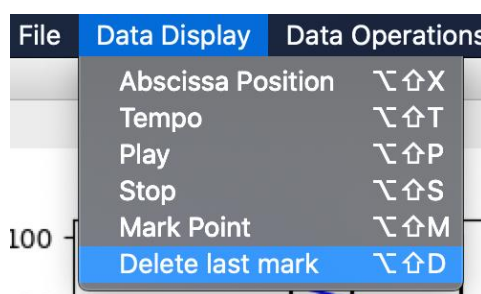 File Data Display Data Operations
Abscissa Position ⌥⇧X
Tempo ⌥⇧T
Play ⌥⇧P
Stop ⌥⇧S
Mark Point ⌥⇧M
100
Delete last mark ⌥⇧D